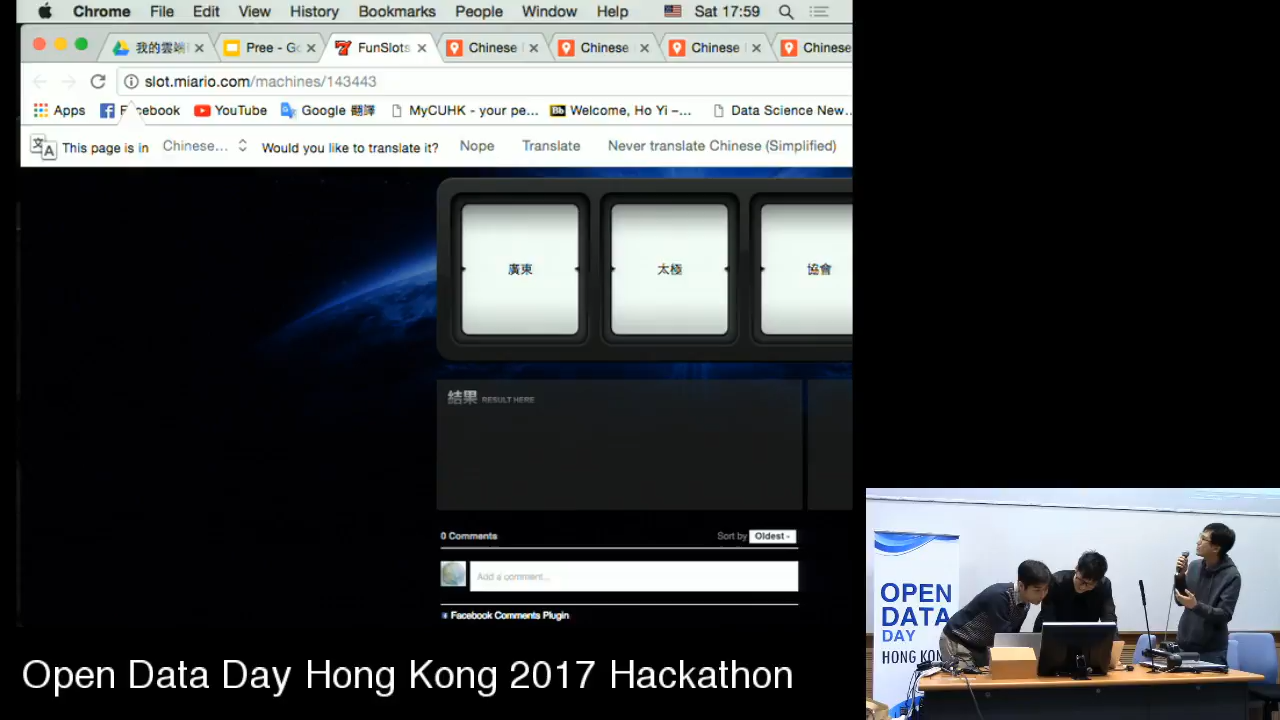 Chrome File Edit View History Bookmarks People Window Help Sat 17:59
我的雲端 Pree - Go FunSlots Chinese Chinese Chinese Chinese
slot.miario.com/machines/143443
Apps Facebook YouTube Google 翻譯 MyCUHK - your pe... Welcome, Ho Yi –... Data Science New...
This page is in Chinese... Would you like to translate it? Nope Translate Never translate Chinese (Simplified)
廣東 太極 協會
結果 RESULT HERE
0 Comments Sort by Oldest
Add a comment...
Facebook Comments Plugin
OPEN
DATA
DAY
HONG KON
Open Data Day Hong Kong 2017 Hackathon